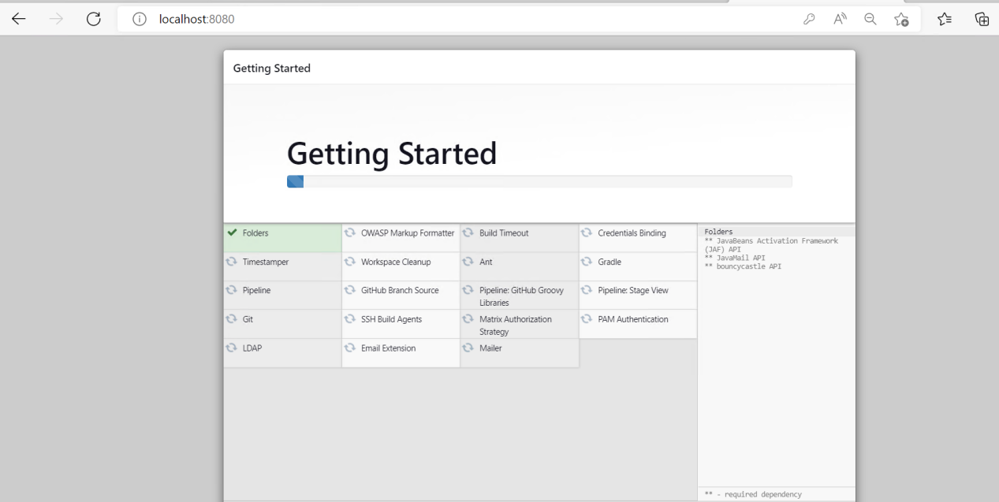 localhost:8080
Getting Started
Getting Started
Folders
OWASP Markup Formatter
Build Timeout
Credentials Binding
Timestamper
Workspace Cleanup
Ant
Gradle
Pipeline
GitHub Branch Source
Pipeline: GitHub Groovy
Libraries
Pipeline: Stage View
Git
SSH Build Agents
Matrix Authorization
Strategy
PAM Authentication
LDAP
Email Extension
Mailer
Folders
** JavaBeans Activation Framework
(JAF) API
** JavaMail API
** bouncycastle API
** - required dependency